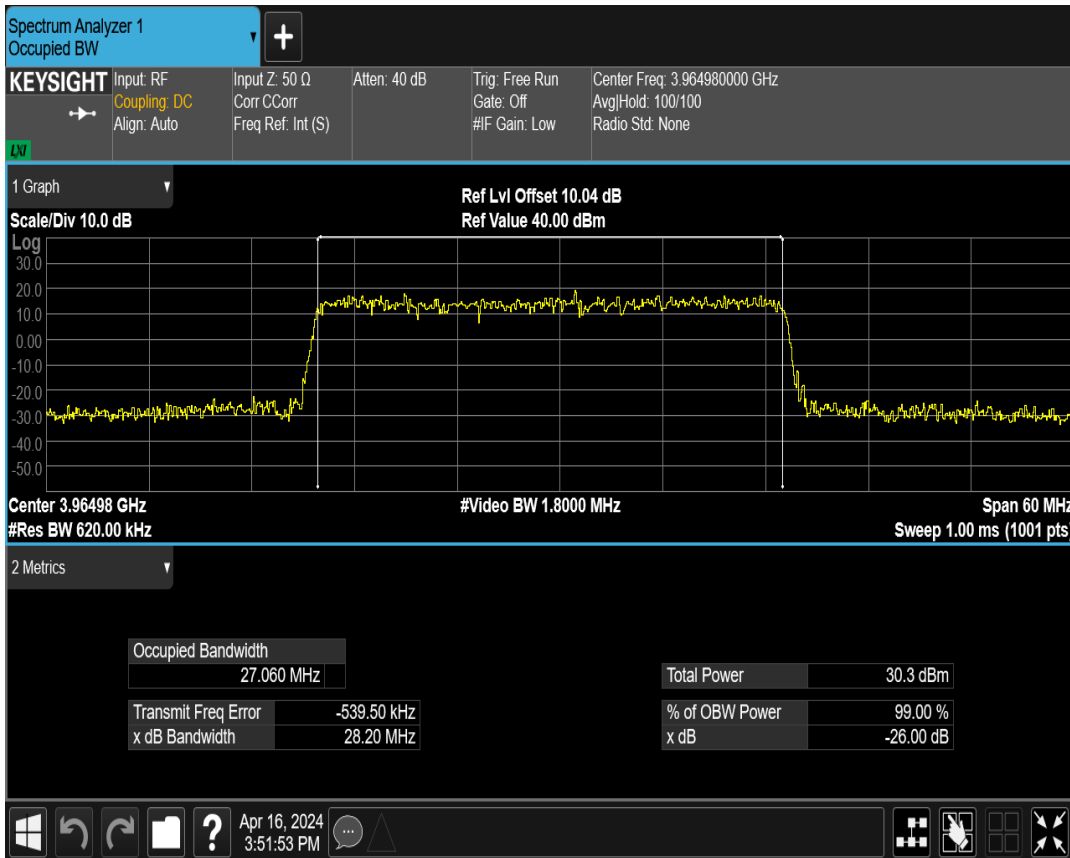 Spectrum Analyzer 1
Occupied BW
+
KEYSIGHT
LXI
Input: RF
Coupling: DC
Align: Auto
Input Z: 50 Ω
Corr CCorr
Freq Ref: Int (S)
Atten: 40 dB
Trig: Free Run
Gate: Off
#IF Gain: Low
Center Freq: 3.964980000 GHz
Avg|Hold: 100/100
Radio Std: None
1 Graph
Scale/Div 10.0 dB
Ref Lvl Offset 10.04 dB
Ref Value 40.00 dBm
Log
30.0
20.0
10.0
0.00
-10.0
-20.0
-30.0
-40.0
-50.0
Center 3.96498 GHz
#Res BW 620.00 kHz
#Video BW 1.8000 MHz
Span 60 MHz
Sweep 1.00 ms (1001 pts)
2 Metrics
Occupied Bandwidth
27.060 MHz
Transmit Freq Error -539.50 kHz
x dB Bandwidth 28.20 MHz
Total Power 30.3 dBm
% of OBW Power 99.00 %
x dB -26.00 dB
?
Apr 16, 2024
3:51:53 PM